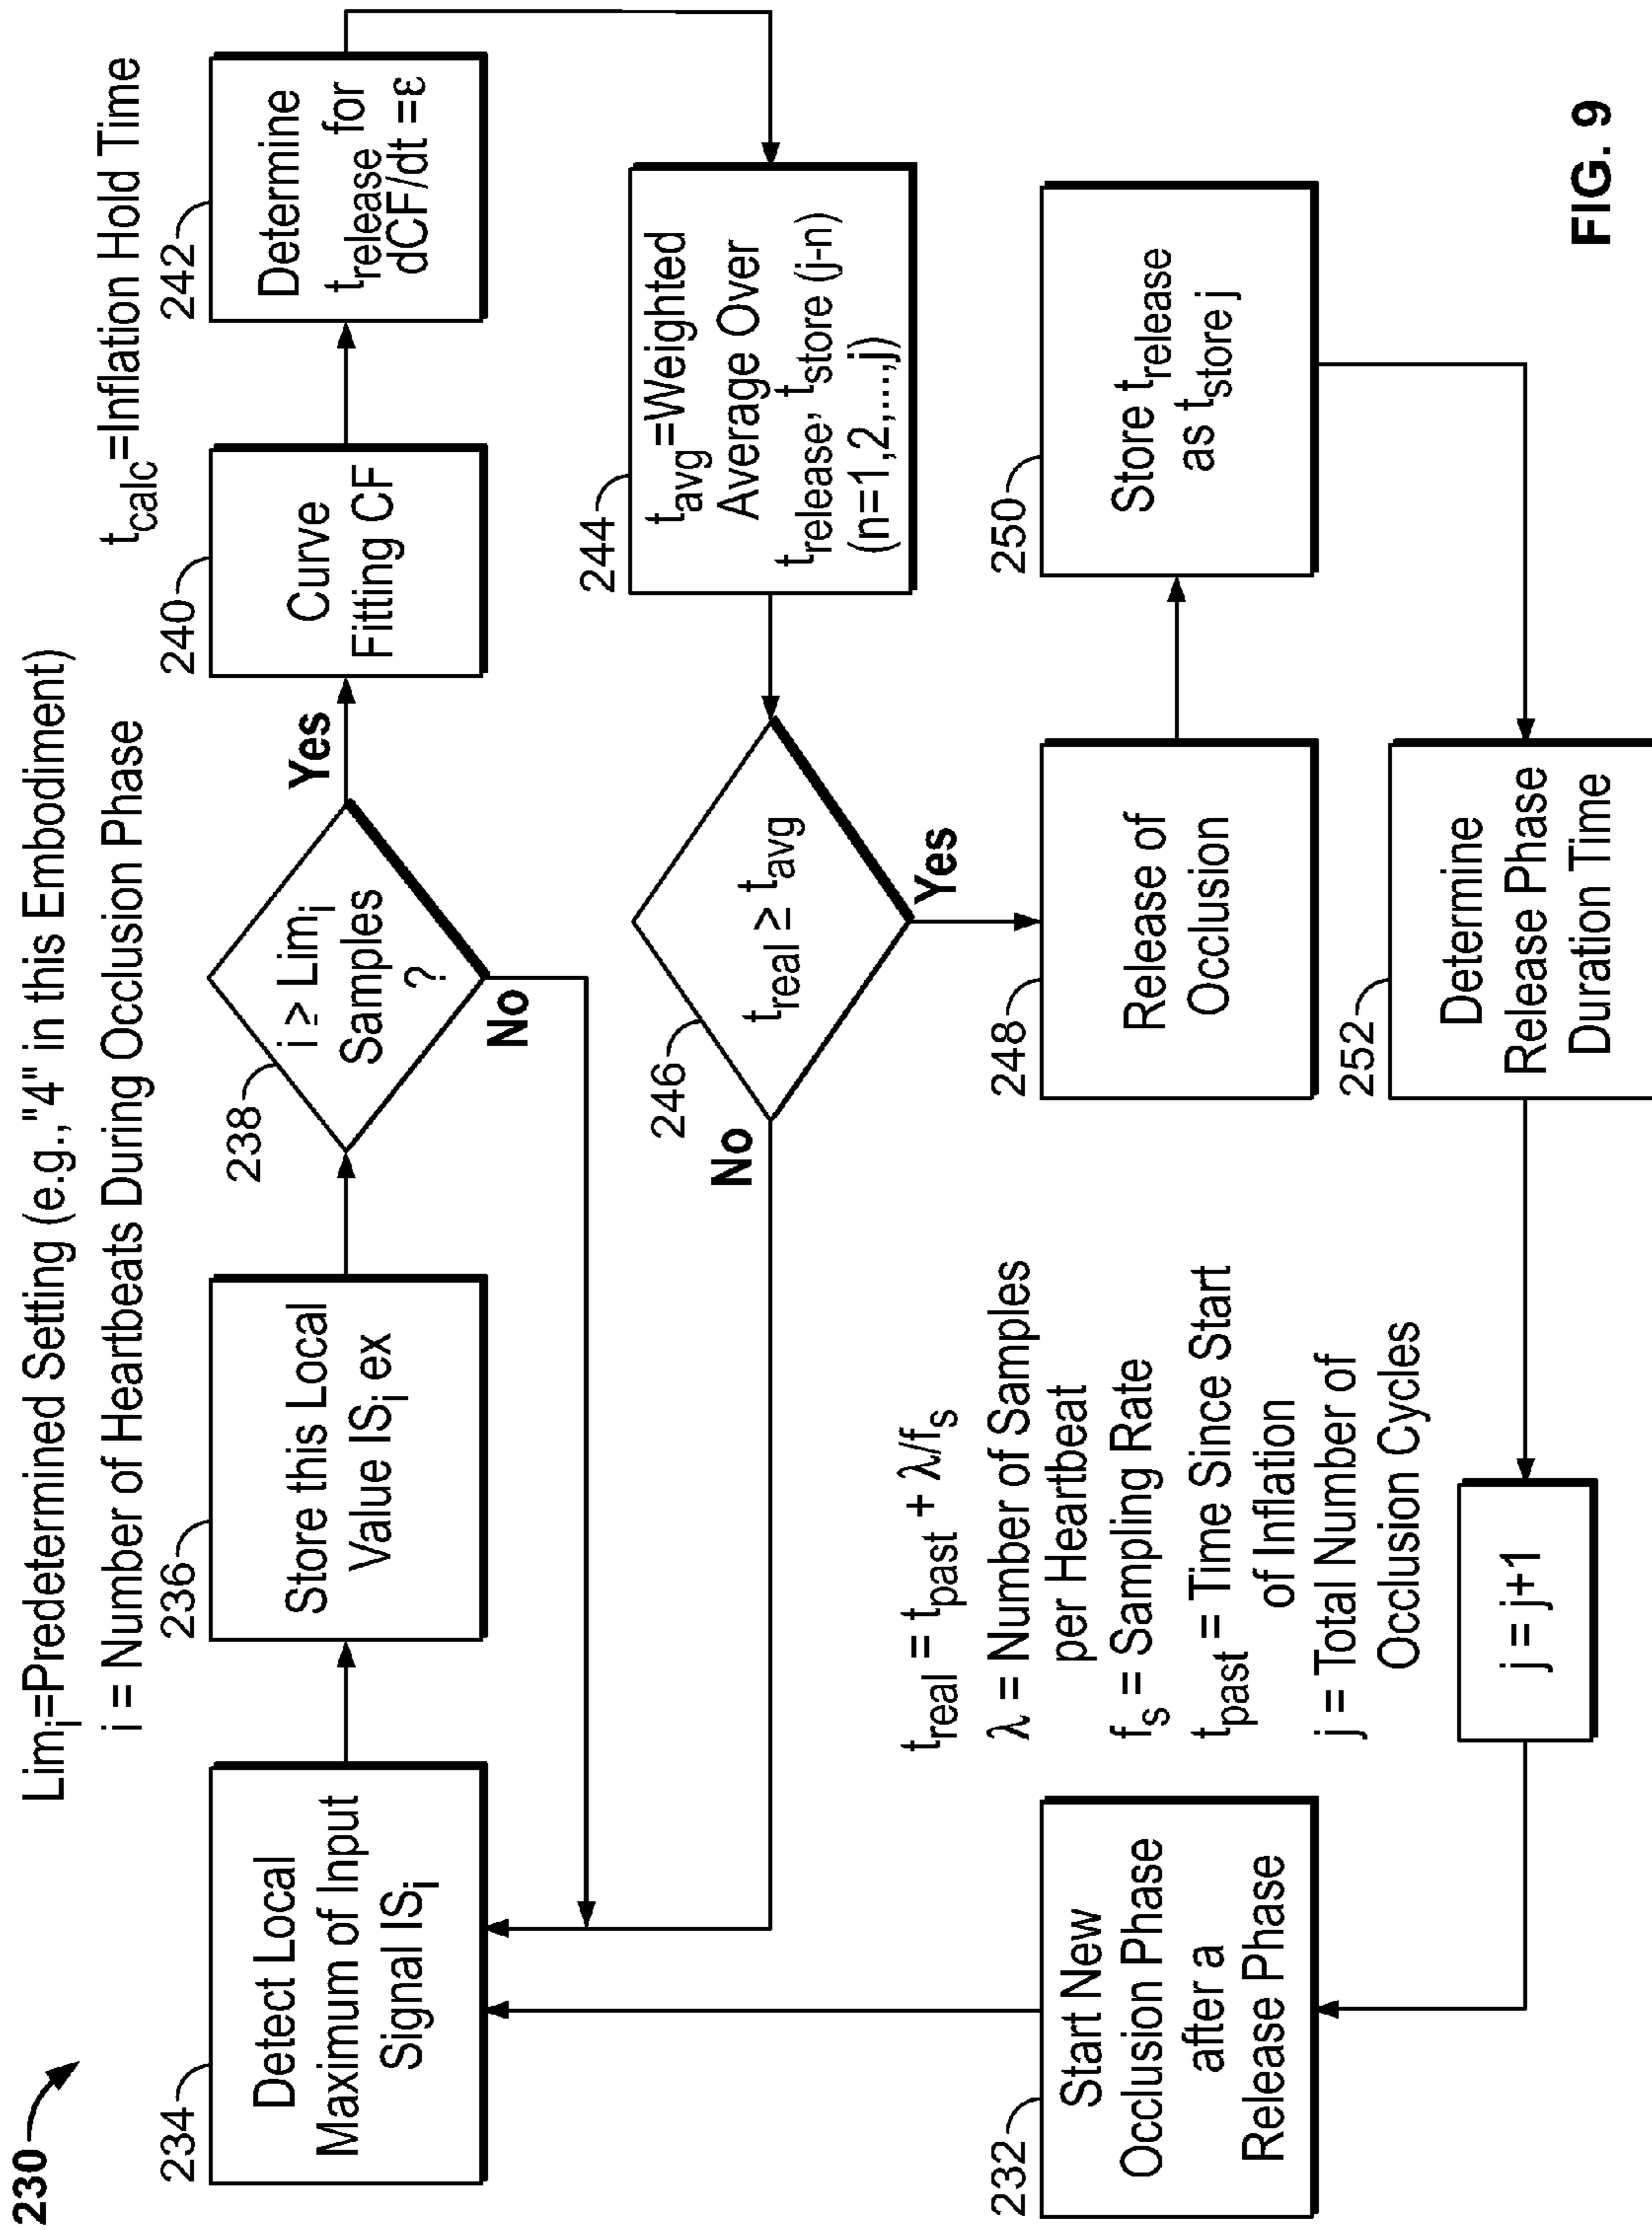 230
Lim_i=Predetermined Setting (e.g.,"4" in this Embodiment)
i = Number of Heartbeats During Occlusion Phase
t_calc=Inflation Hold Time
234
Detect Local
Maximum of Input
Signal IS_i
236
Store this Local
Value IS_i ex
238
i ≥ Lim_i
Samples
?
Yes
No
240
Curve
Fitting CF
242
Determine
t_release for
dCF/dt =ε
244
t_avg=Weighted
Average Over
t_release, t_store (j-n)
(n=1,2,...,j)
246
t_real ≥ t_avg
No
Yes
248
Release of
Occlusion
250
Store t_release
as t_store j
252
Determine
Release Phase
Duration Time
j = j+1
232
Start New
Occlusion Phase
after a
Release Phase
t_real = t_past + λ/f_s
λ = Number of Samples
per Heartbeat
f_s = Sampling Rate
t_past = Time Since Start
of Inflation
j = Total Number of
Occlusion Cycles
FIG. 9